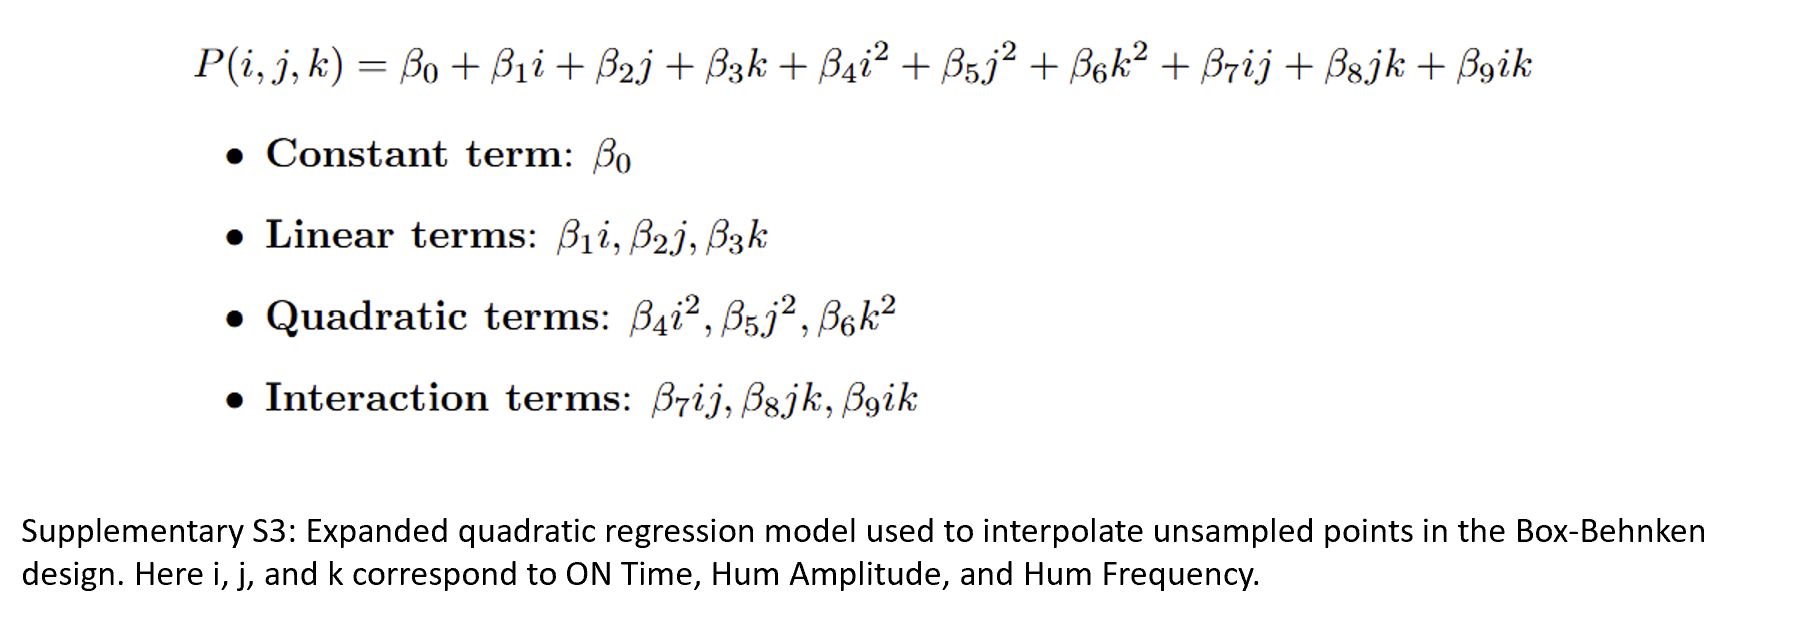 P(i, j, k) = β₀ + β₁i + β₂j + β₃k + β₄i² + β₅j² + β₆k² + β₇ij + β₈jk + β₉ik
• Constant term: β₀
• Linear terms: β₁i, β₂j, β₃k
• Quadratic terms: β₄i², β₅j², β₆k²
• Interaction terms: β₇ij, β₈jk, β₉ik
Supplementary S3: Expanded quadratic regression model used to interpolate unsampled points in the Box-Behnken
design. Here i, j, and k correspond to ON Time, Hum Amplitude, and Hum Frequency.